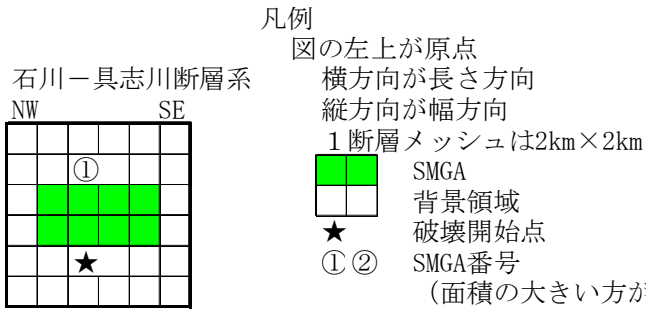 凡例
図の左上が原点
石川－具志川断層系
横方向が長さ方向
NW SE
縦方向が幅方向
１断層メッシュは2km×2km
①
SMGA
背景領域
★
★ 破壊開始点
①② SMGA番号
（面積の大きい方が